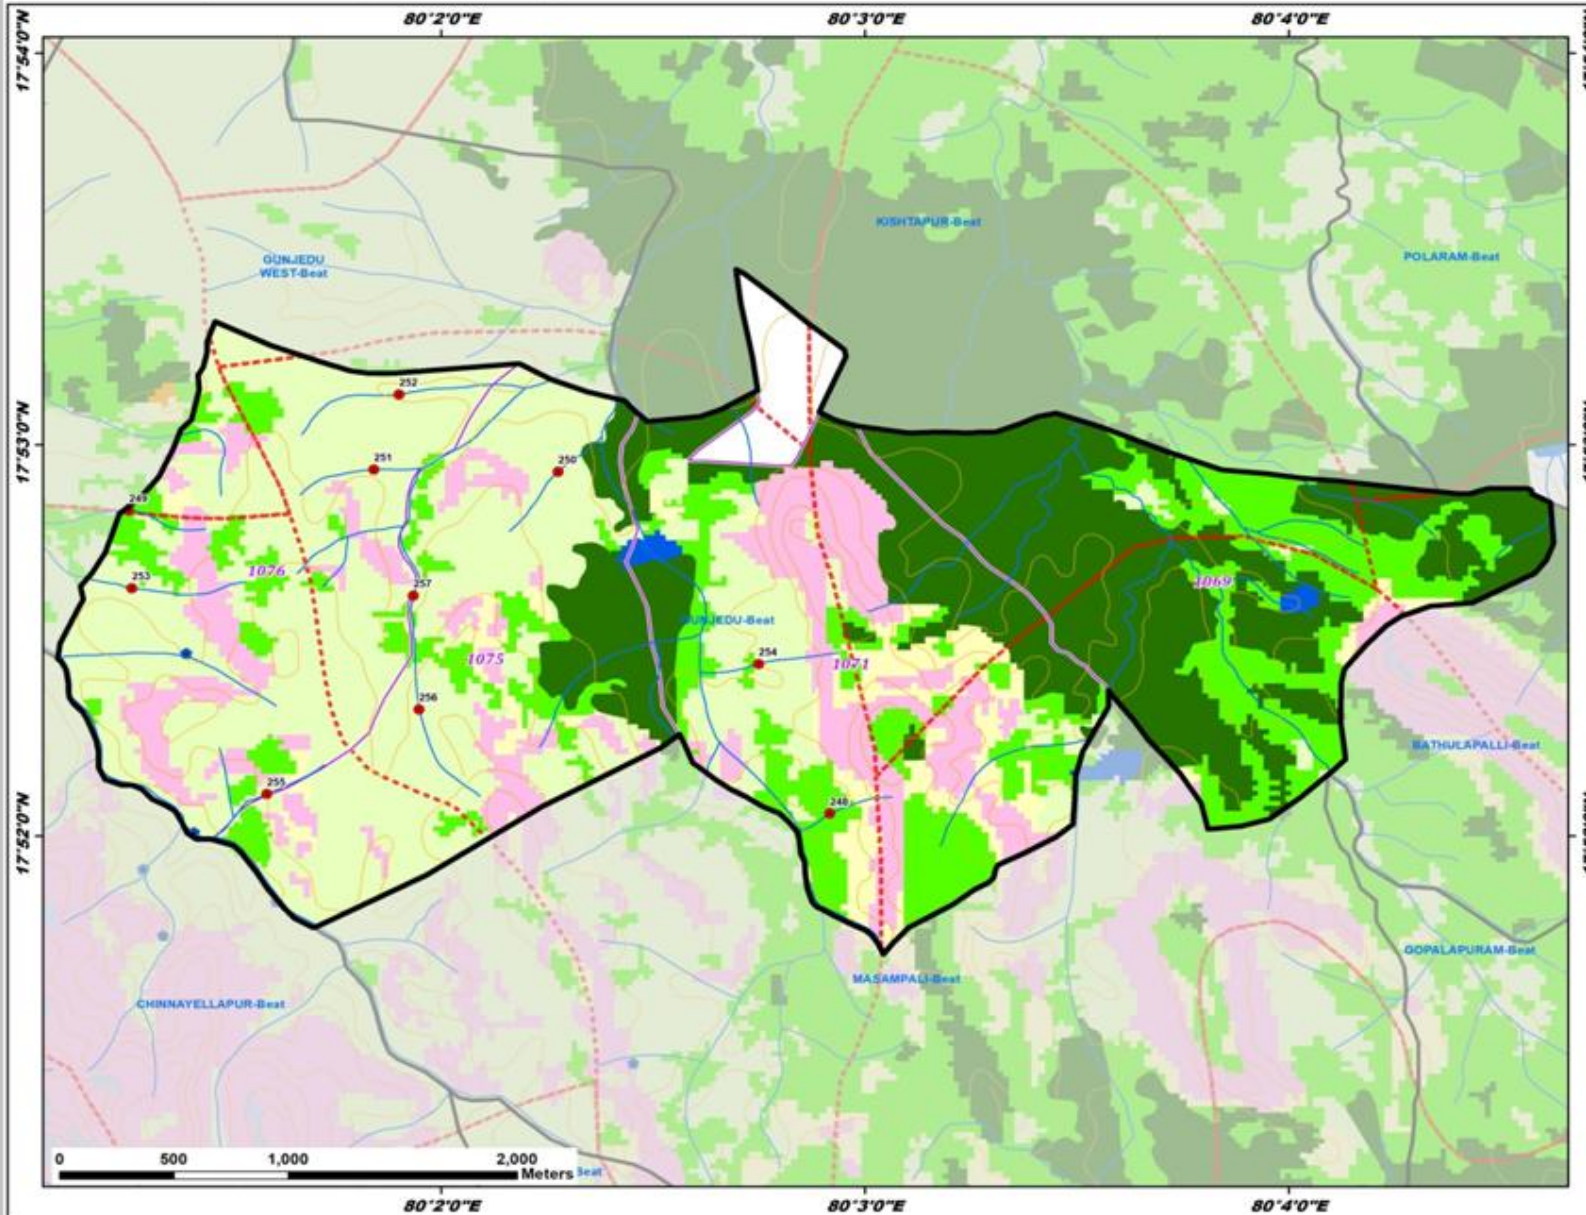 80°2'0"E
80°3'0"E
80°4'0"E
17°54'0"N
KISHTAPUR-Beat
GUNJEDU
WEST-Beat
POLARAM-Beat
252
17°53'0"N
251
250
249
1076
253
257
1069
GUNJEDU-Beat
1075
254
1071
256
BATHULAPALLI-Beat
255
248
17°52'0"N
GOPALAPURAM-Beat
MASAMPALI-Beat
CHINNAYELLAPUR-Beat
0 500 1,000 2,000
Meters
Beat
80°2'0"E
80°3'0"E
80°4'0"E